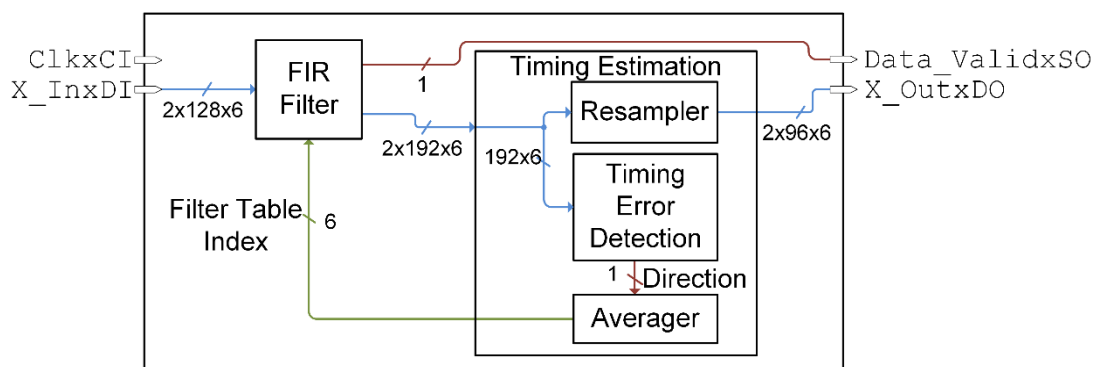 ClkxCI
X_InxDI
2x128x6
FIR
Filter
1
2x192x6
Timing Estimation
Resampler
192x6
Timing
Error
Detection
1
Direction
Averager
Filter Table
Index
6
2x96x6
Data_ValidxSO
X_OutxDO